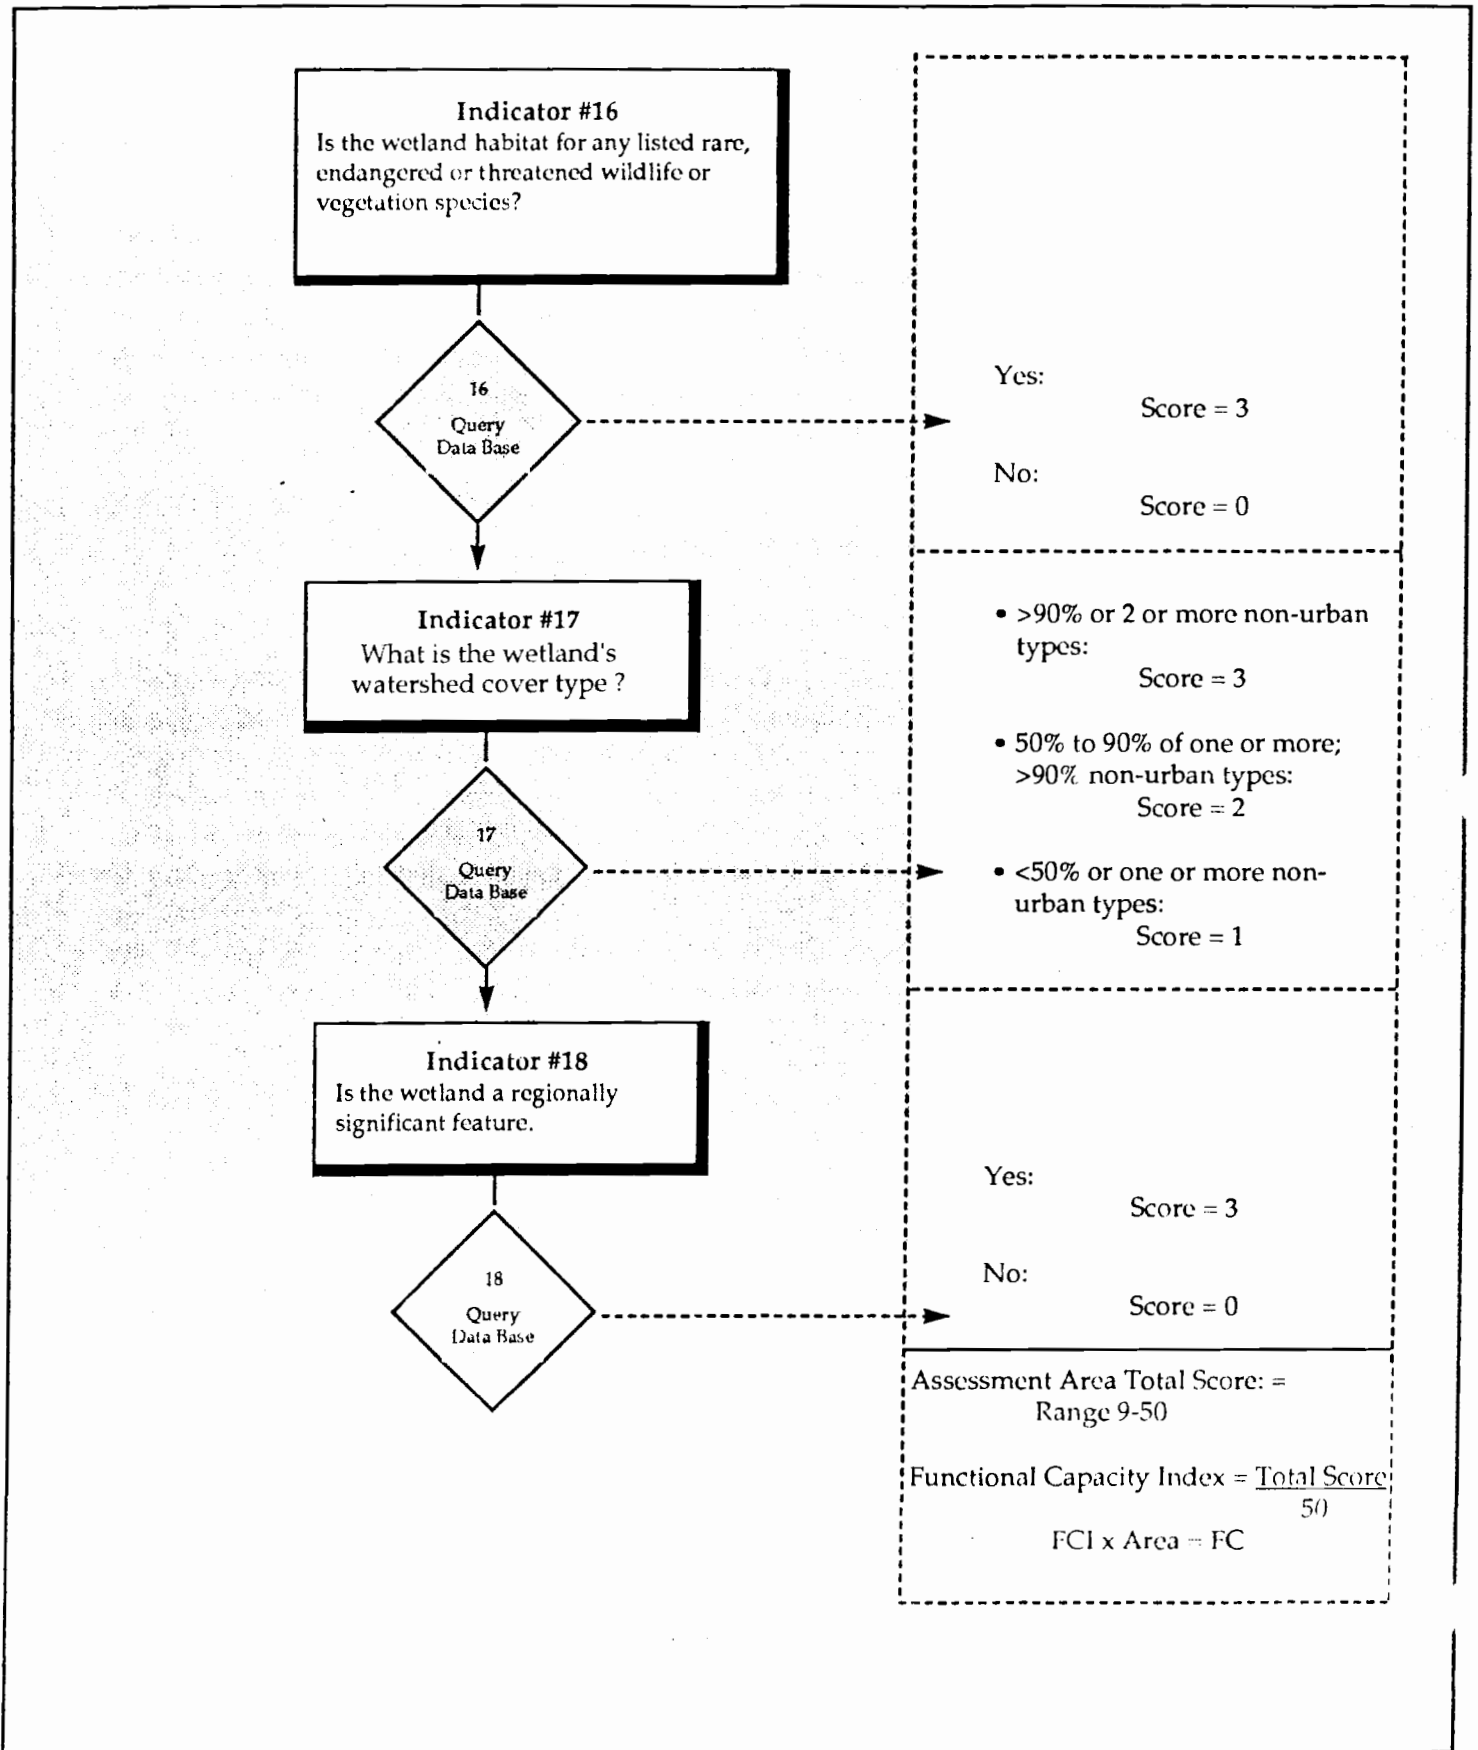 Indicator #16
Is the wetland habitat for any listed rare,
endangered or threatened wildlife or
vegetation species?
16
Query
Data Base
Yes:
Score = 3
No:
Score = 0
Indicator #17
What is the wetland's
watershed cover type ?
17
Query
Data Base
• >90% or 2 or more non-urban
types:
Score = 3
• 50% to 90% of one or more;
>90% non-urban types:
Score = 2
• <50% or one or more non-
urban types:
Score = 1
Indicator #18
Is the wetland a regionally
significant feature.
18
Query
Data Base
Yes:
Score = 3
No:
Score = 0
Assessment Area Total Score: =
Range 9-50
Functional Capacity Index = Total Score
50
FCI x Area = FC